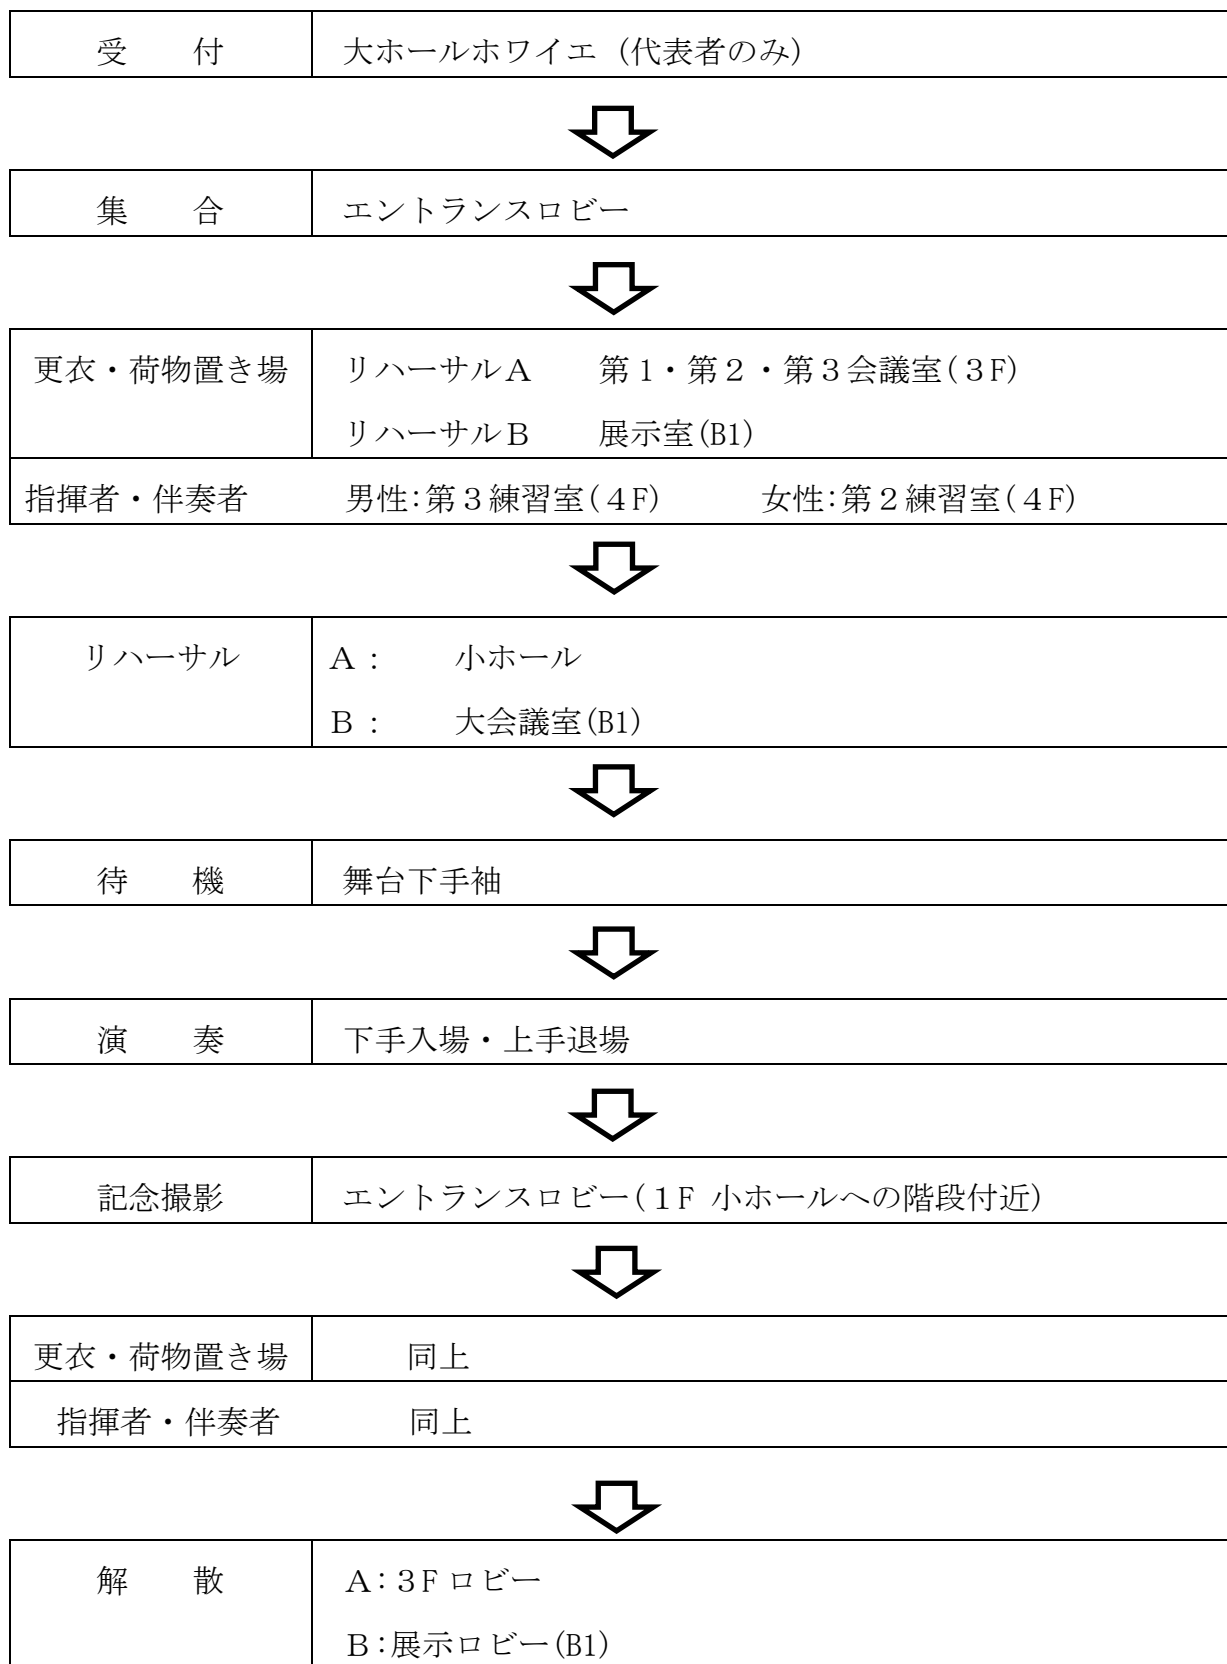 受　付　大ホールホワイエ（代表者のみ）
集　合　エントランスロビー
更衣・荷物置き場　リハーサルＡ　第１・第２・第３会議室（３F）
リハーサルＢ　展示室(B1)
指揮者・伴奏者　男性：第３練習室（４F）　女性：第２練習室（４F）
リハーサル　Ａ：　小ホール
Ｂ：　大会議室(B1)
待　機　舞台下手袖
演　奏　下手入場・上手退場
記念撮影　エントランスロビー（１F 小ホールへの階段付近）
更衣・荷物置き場　同上
指揮者・伴奏者　同上
解　散　Ａ：３F ロビー
Ｂ：展示ロビー(B1)